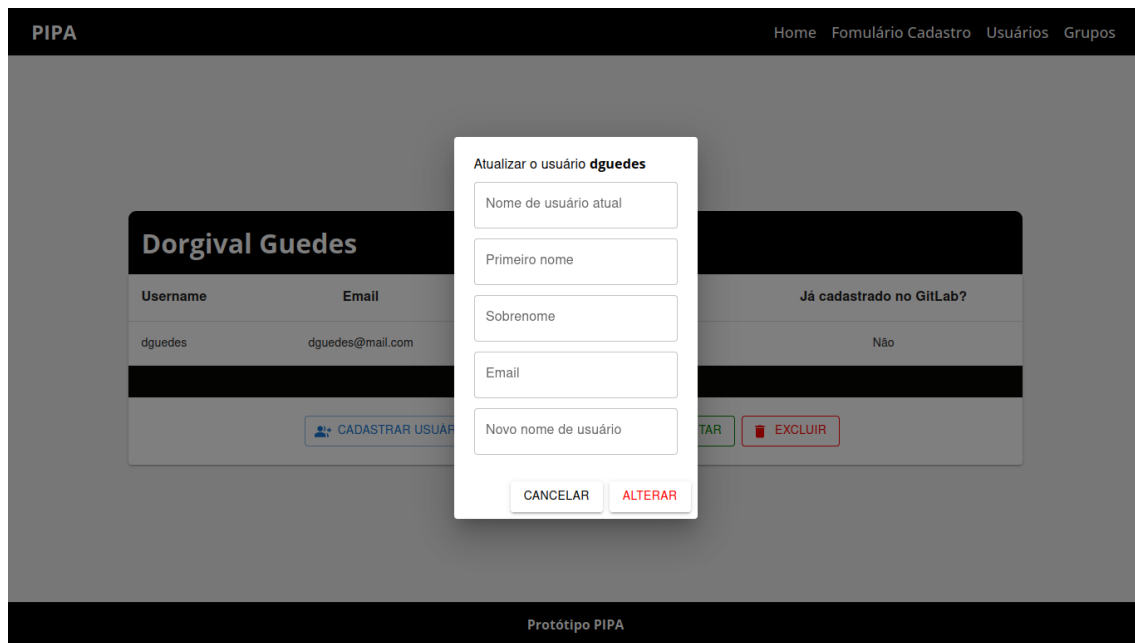 PIPA
Home Fomulário Cadastro Usuários Grupos
Atualizar o usuário dguedes
Nome de usuário atual
Primeiro nome
Sobrenome
Email
Novo nome de usuário
CANCELAR ALTERAR
Dorgival Guedes
Username Email Já cadastrado no GitLab?
dguedes dguedes@mail.com Não
CADASTRAR USUÁR TAR EXCLUIR
Protótipo PIPA